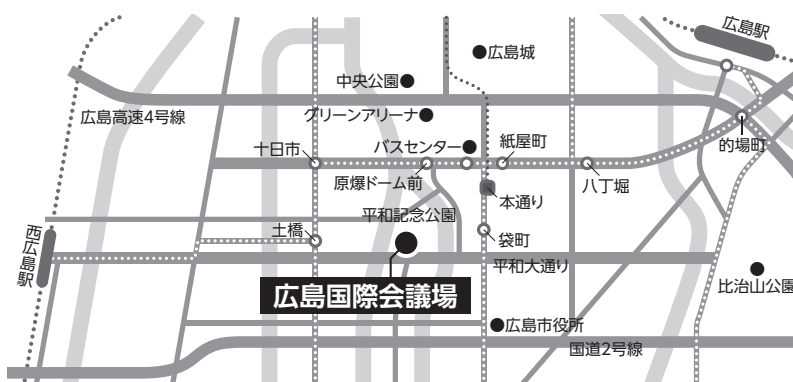 広島駅
広島城
中央公園
広島高速4号線
グリーンアリーナ
十日市
バスセンター
紙屋町
的場町
原爆ドーム前
八丁堀
本通り
平和記念公園
土橋
袋町
西広島駅
平和大通り
比治山公園
広島国際会議場
広島市役所
国道2号線